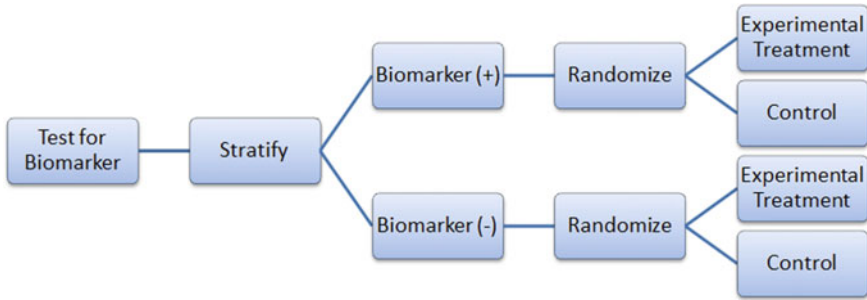 Test for
Biomarker
Stratify
Biomarker (+)
Randomize
Experimental
Treatment
Control
Biomarker (-)
Randomize
Experimental
Treatment
Control